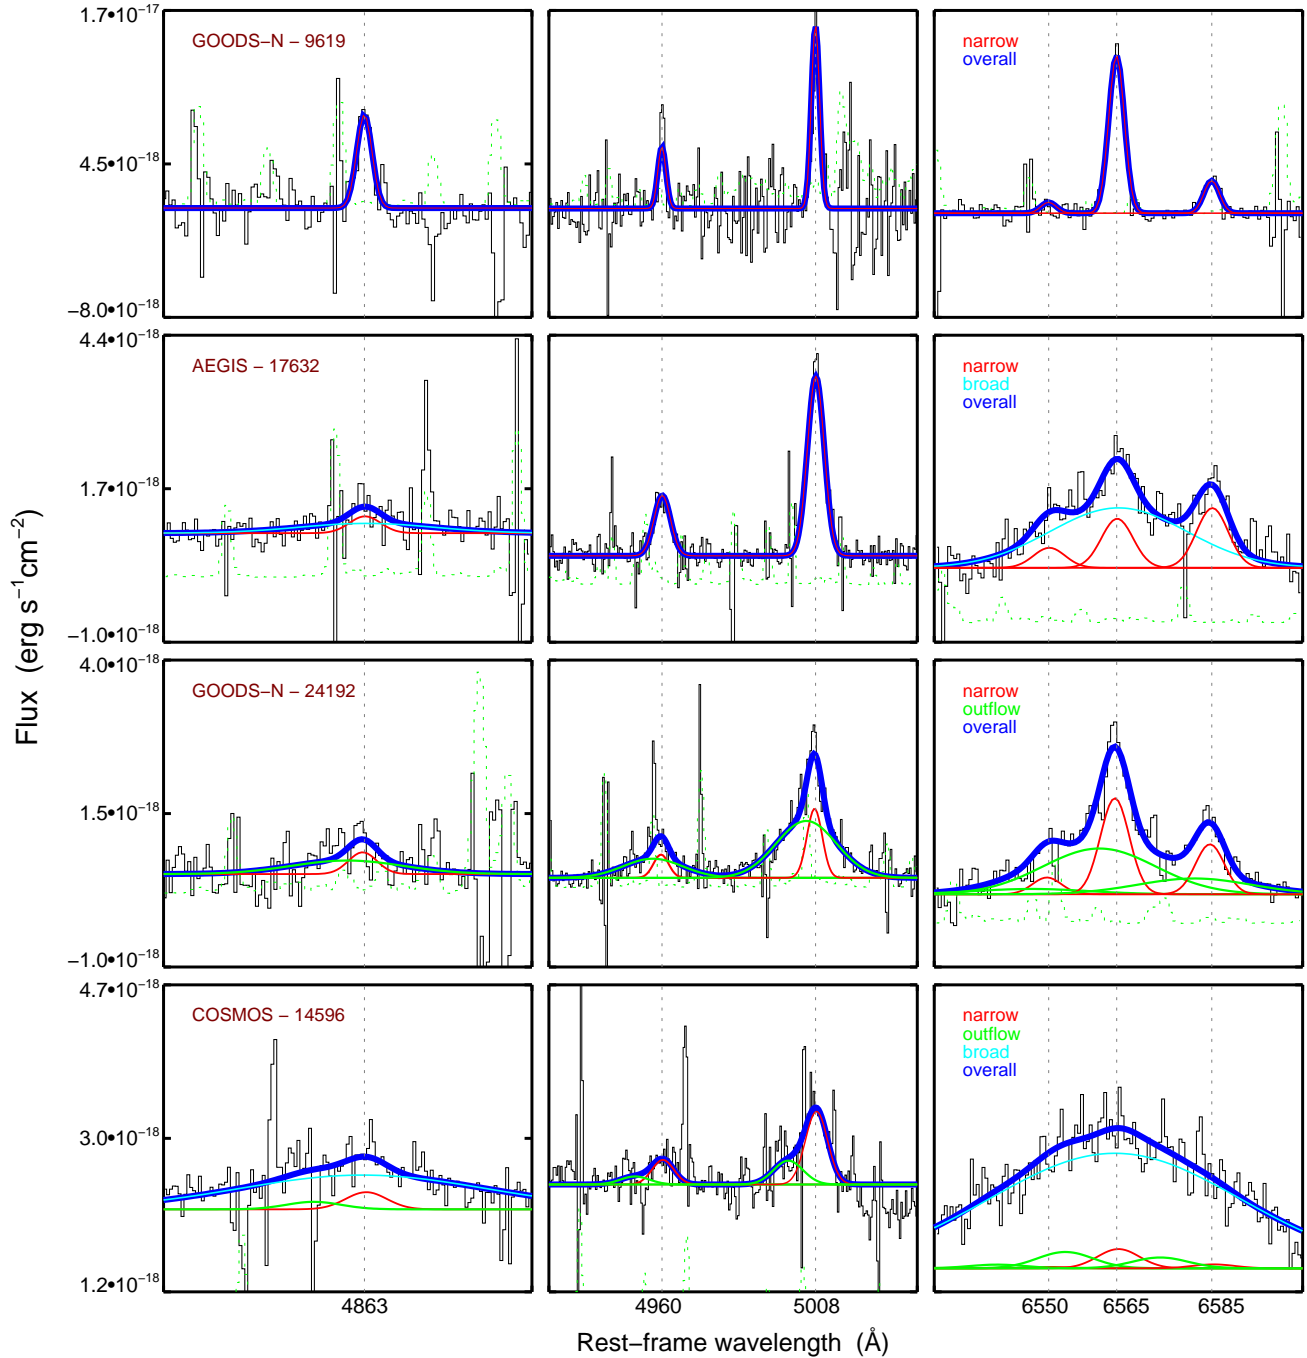 1.7•10⁻¹⁷
4.5•10⁻¹⁸
−8.0•10⁻¹⁸
GOODS−N − 9619
narrow
overall
4.4•10⁻¹⁸
1.7•10⁻¹⁸
−1.0•10⁻¹⁸
AEGIS − 17632
narrow
broad
overall
Flux (erg s⁻¹cm⁻²)
4.0•10⁻¹⁸
1.5•10⁻¹⁸
−1.0•10⁻¹⁸
GOODS−N − 24192
narrow
outflow
overall
4.7•10⁻¹⁸
3.0•10⁻¹⁸
1.2•10⁻¹⁸
COSMOS − 14596
narrow
outflow
broad
overall
4863 4960 5008 6550 6565 6585
Rest−frame wavelength (Å)